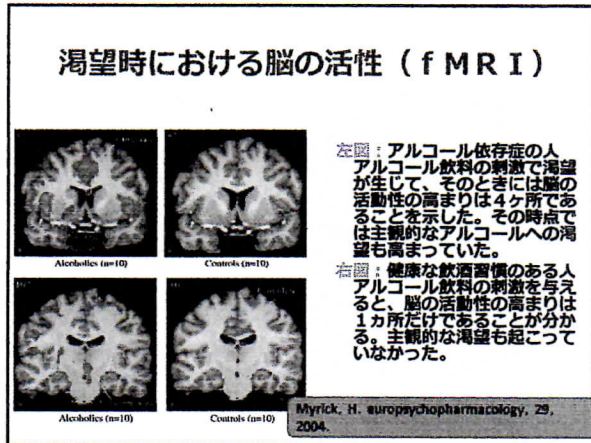 渇望時における脳の活性（ｆＭＲＩ）
左図：アルコール依存症の人
アルコール飲料の刺激で渇望
が生じて、そのときには脳の
活動性の高まりは４ヶ所であ
ることを示した。その時点で
は主観的なアルコールへの渇
望も高まっていた。
右図：健康な飲酒習慣のある人
アルコール飲料の刺激を与え
ると、脳の活動性の高まりは
１ヵ所だけであることが分か
る。主観的な渇望も起こって
いなかった。
Alcoholics (n=10)
Controls (n=10)
Alcoholics (n=10)
Controls (n=10)
Myrick, H. europsychopharmacology, 29,
2004.